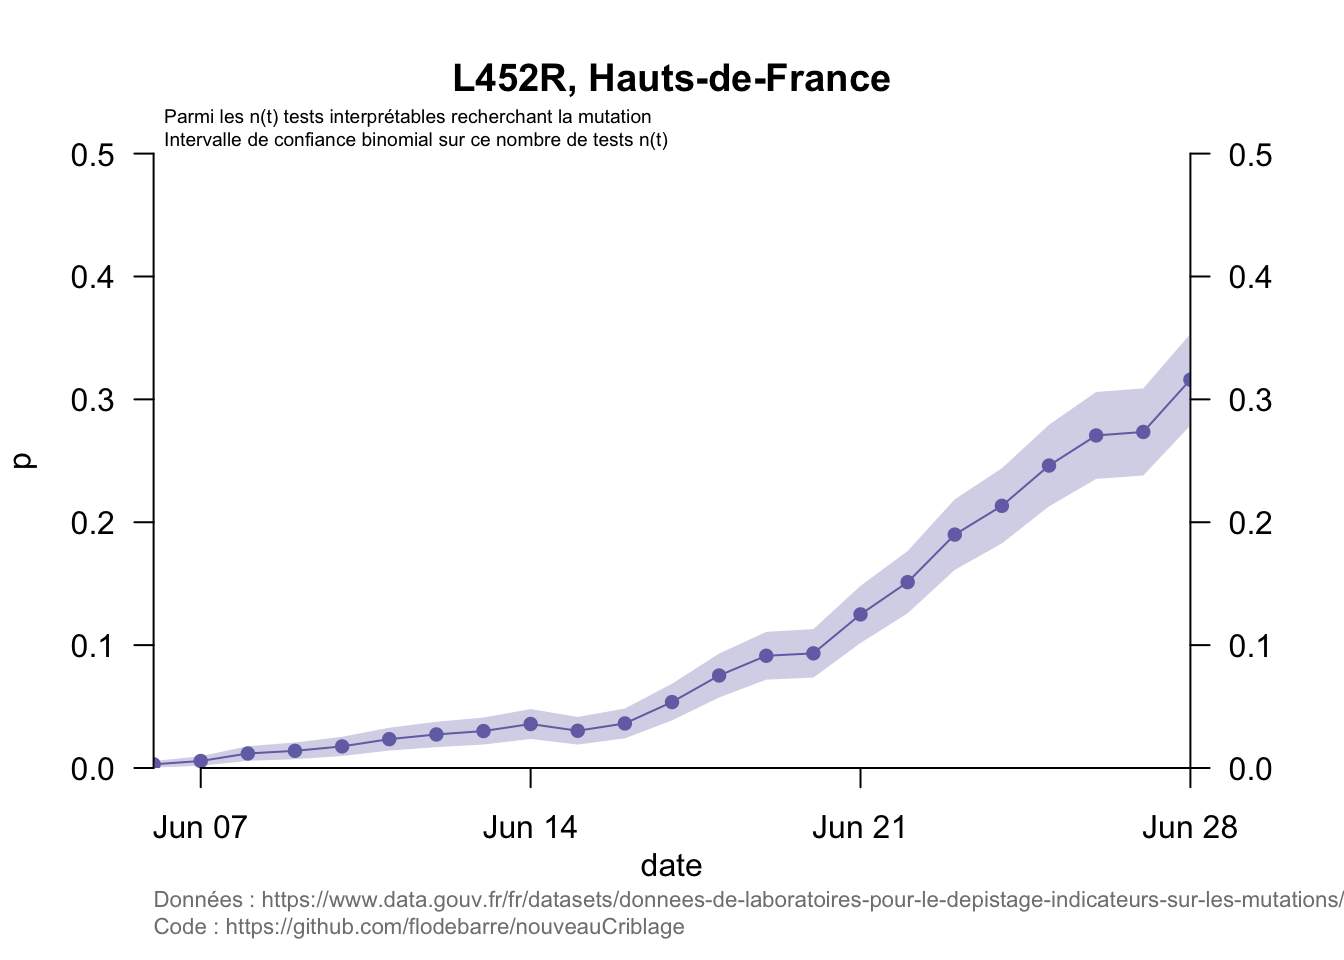 L452R, Hauts-de-France
Parmi les n(t) tests interprétables recherchant la mutation
Intervalle de confiance binomial sur ce nombre de tests n(t)
0.5 0.5
0.4 0.4
0.3 0.3
p
0.2 0.2
0.1 0.1
0.0 0.0
Jun 07 Jun 14 Jun 21 Jun 28
date
Données : https://www.data.gouv.fr/fr/datasets/donnees-de-laboratoires-pour-le-depistage-indicateurs-sur-les-mutations/
Code : https://github.com/flodebarre/nouveauCriblage